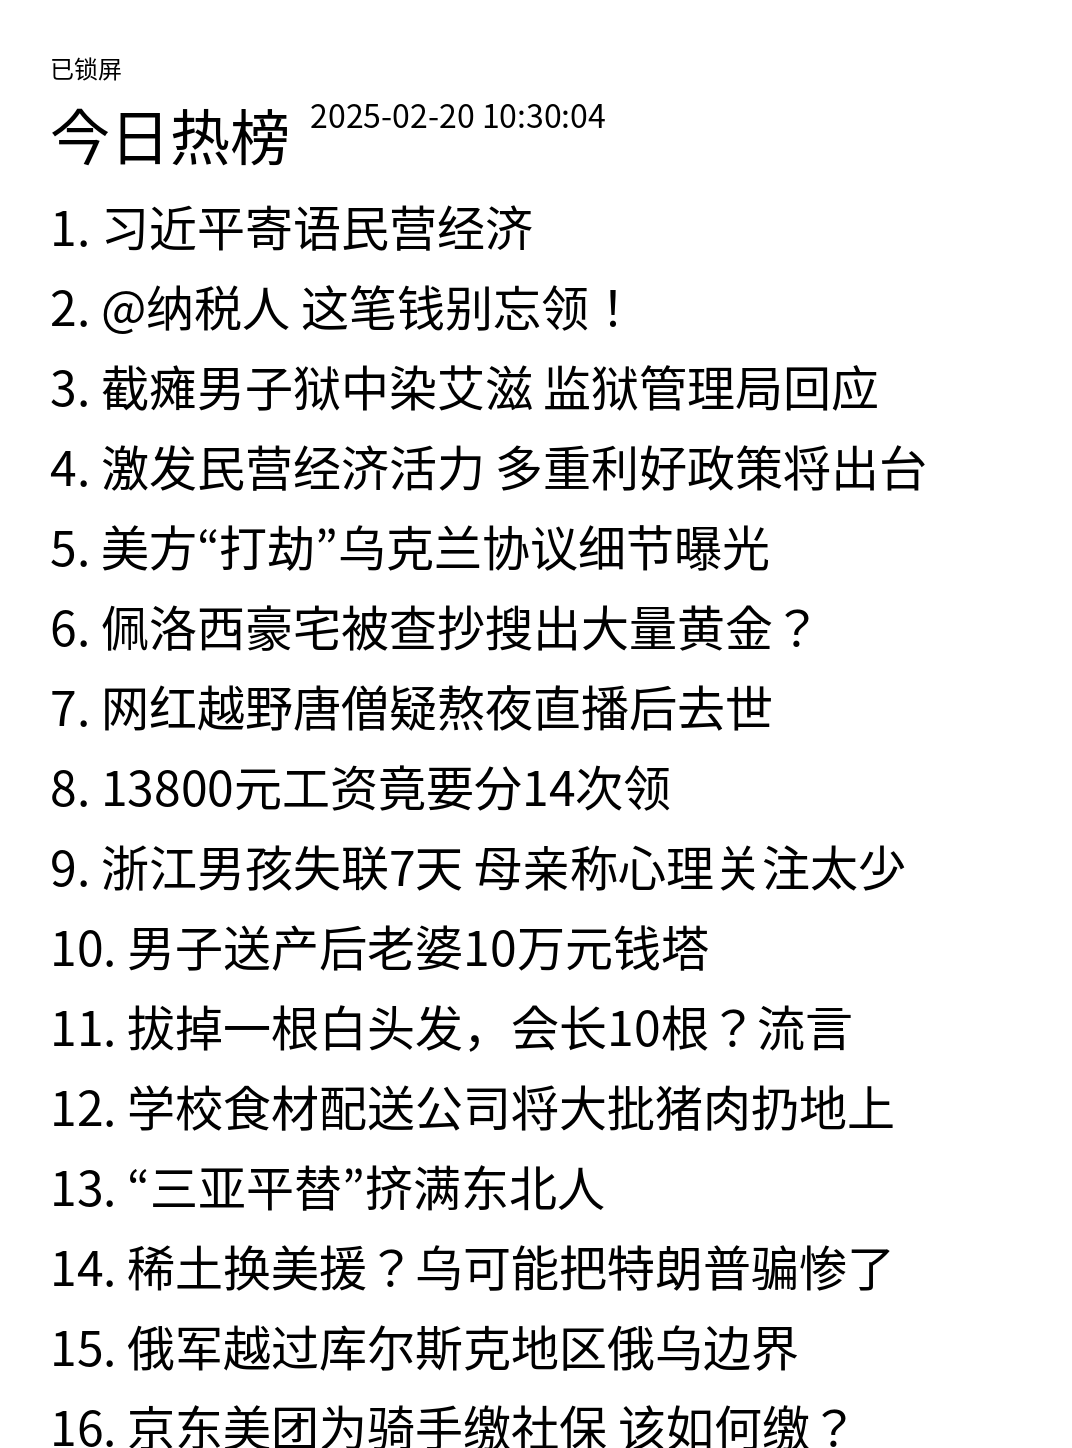 已锁屏
今日热榜 2025-02-20 10:30:04
1. 习近平寄语民营经济
2. @纳税人 这笔钱别忘领！
3. 截瘫男子狱中染艾滋 监狱管理局回应
4. 激发民营经济活力 多重利好政策将出台
5. 美方“打劫”乌克兰协议细节曝光
6. 佩洛西豪宅被查抄搜出大量黄金？
7. 网红越野唐僧疑熬夜直播后去世
8. 13800元工资竟要分14次领
9. 浙江男孩失联7天 母亲称心理关注太少
10. 男子送产后老婆10万元钱塔
11. 拔掉一根白头发，会长10根？流言
12. 学校食材配送公司将大批猪肉扔地上
13. “三亚平替”挤满东北人
14. 稀土换美援？乌可能把特朗普骗惨了
15. 俄军越过库尔斯克地区俄乌边界
16. 京东美团为骑手缴社保 该如何缴？